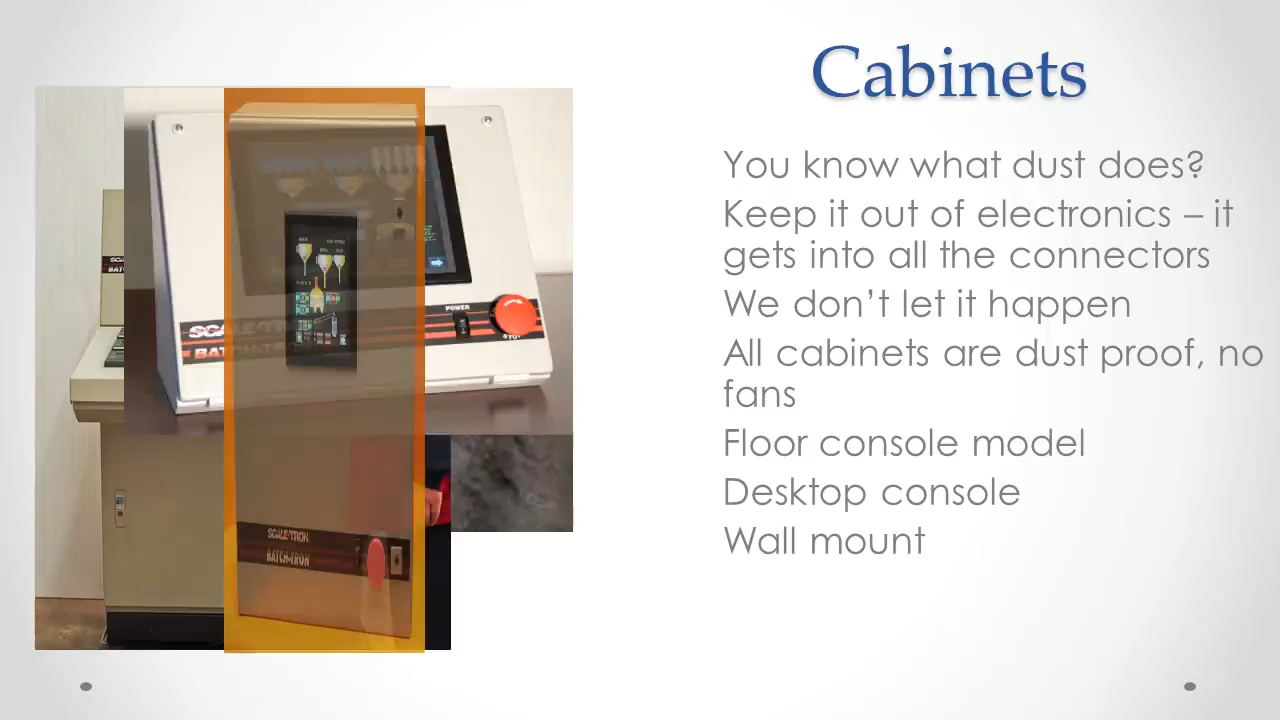 Cabinets
You know what dust does?
Keep it out of electronics – it
gets into all the connectors
We don’t let it happen
All cabinets are dust proof, no
fans
Floor console model
Desktop console
Wall mount
POWER
STOP
SCALE-TRON
BATCH-TRON